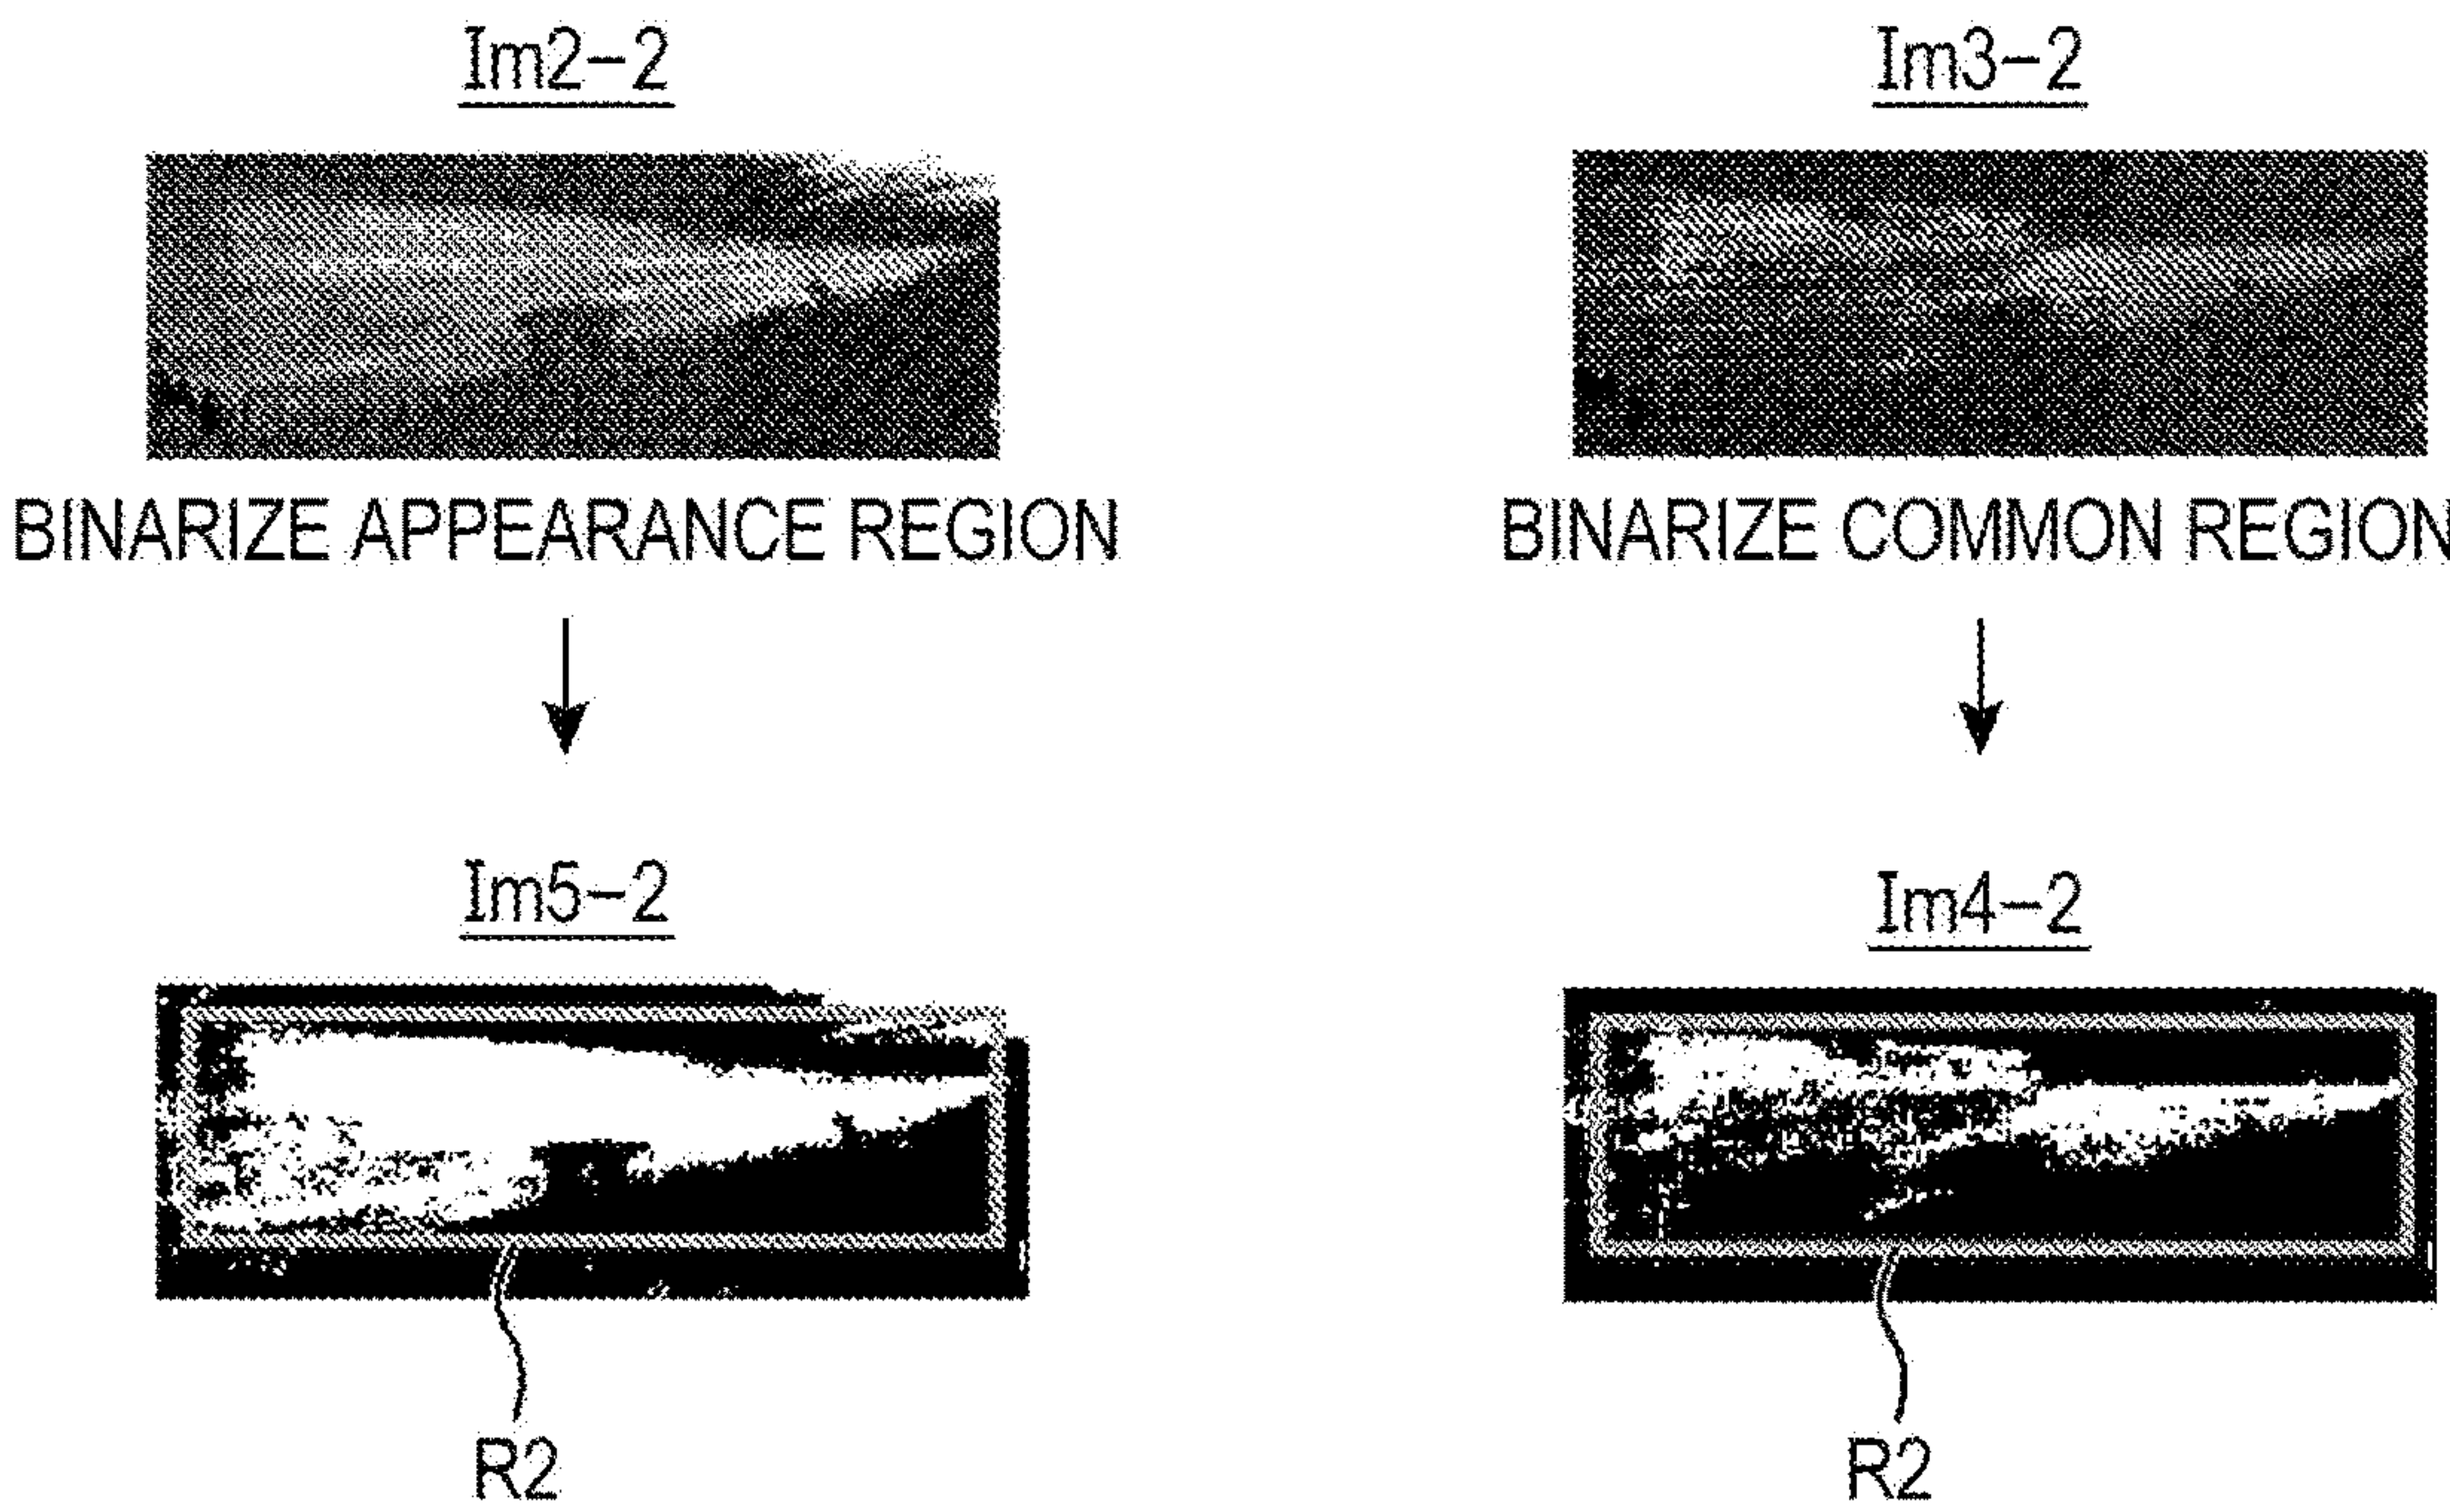 Im2-2
Im3-2
BINARIZE APPEARANCE REGION
BINARIZE COMMON REGION
Im5-2
Im4-2
R2
R2